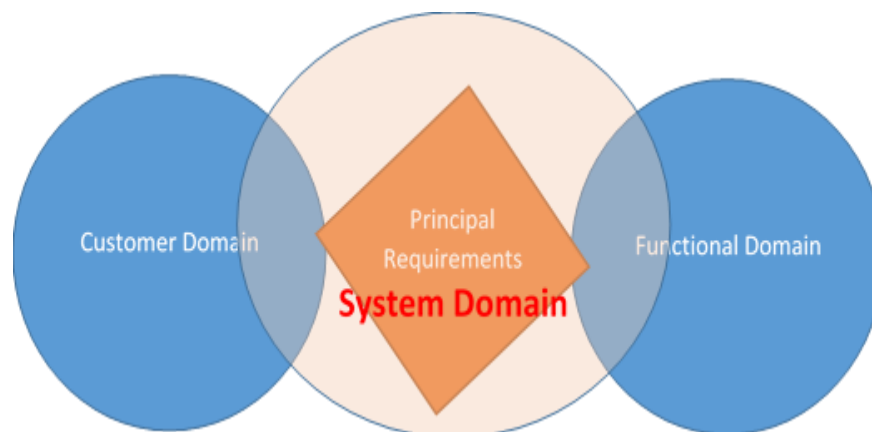 Customer Domain
Principal
Requirements
System Domain
Functional Domain